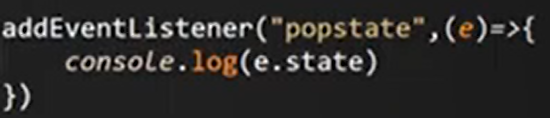 addEventListener("popstate",(e)=>{
    console.log(e.state)
})